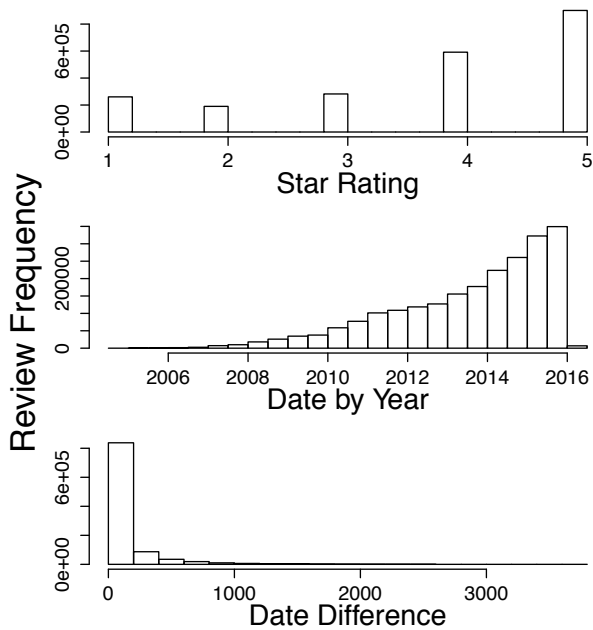 6e+05
0e+00
1 2 3 4 5
Star Rating
Review Frequency
200000
0
2006 2008 2010 2012 2014 2016
Date by Year
6e+05
0e+00
0 1000 2000 3000
Date Difference